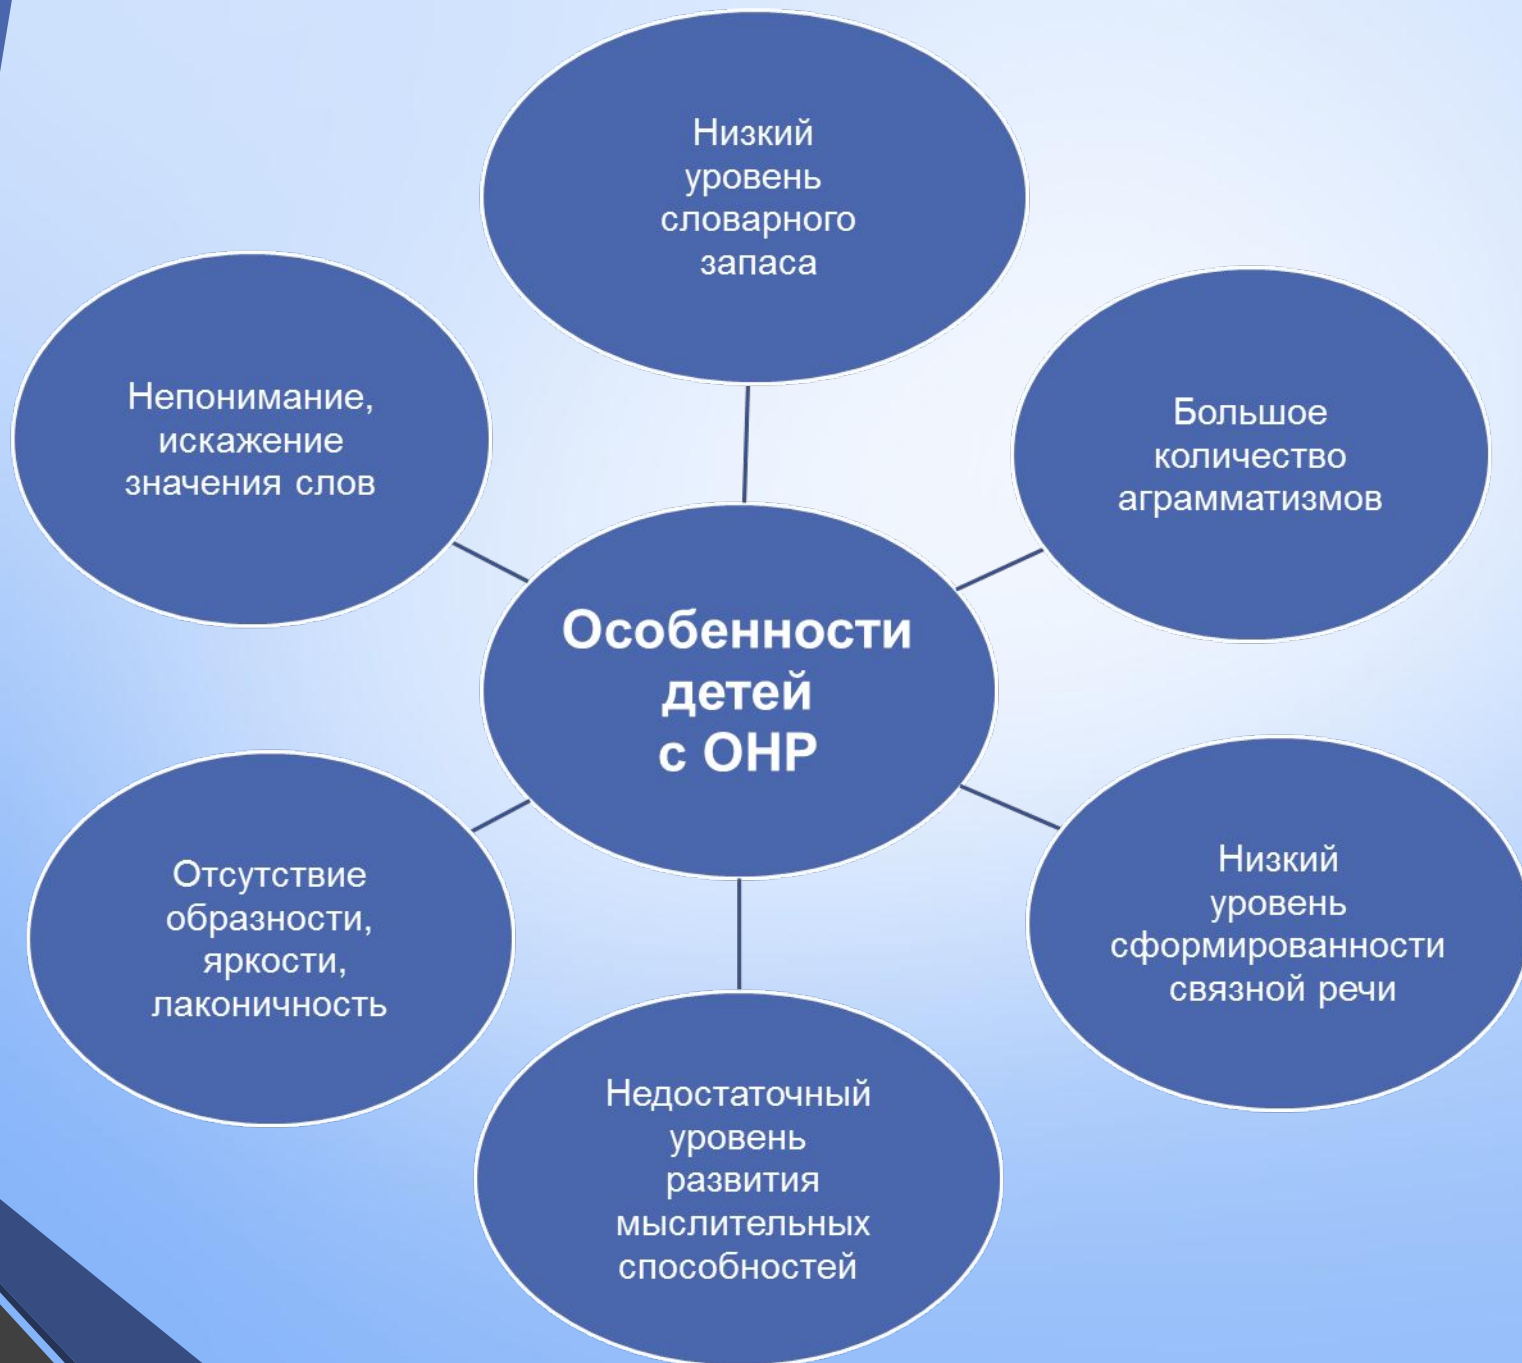 Низкий
уровень
словарного
запаса
Непонимание,
искажение
значения слов
Большое
количество
аграмматизмов
Особенности
детей
с ОНР
Отсутствие
образности,
яркости,
лаконичность
Низкий
уровень
сформированности
связной речи
Недостаточный
уровень
развития
мыслительных
способностей